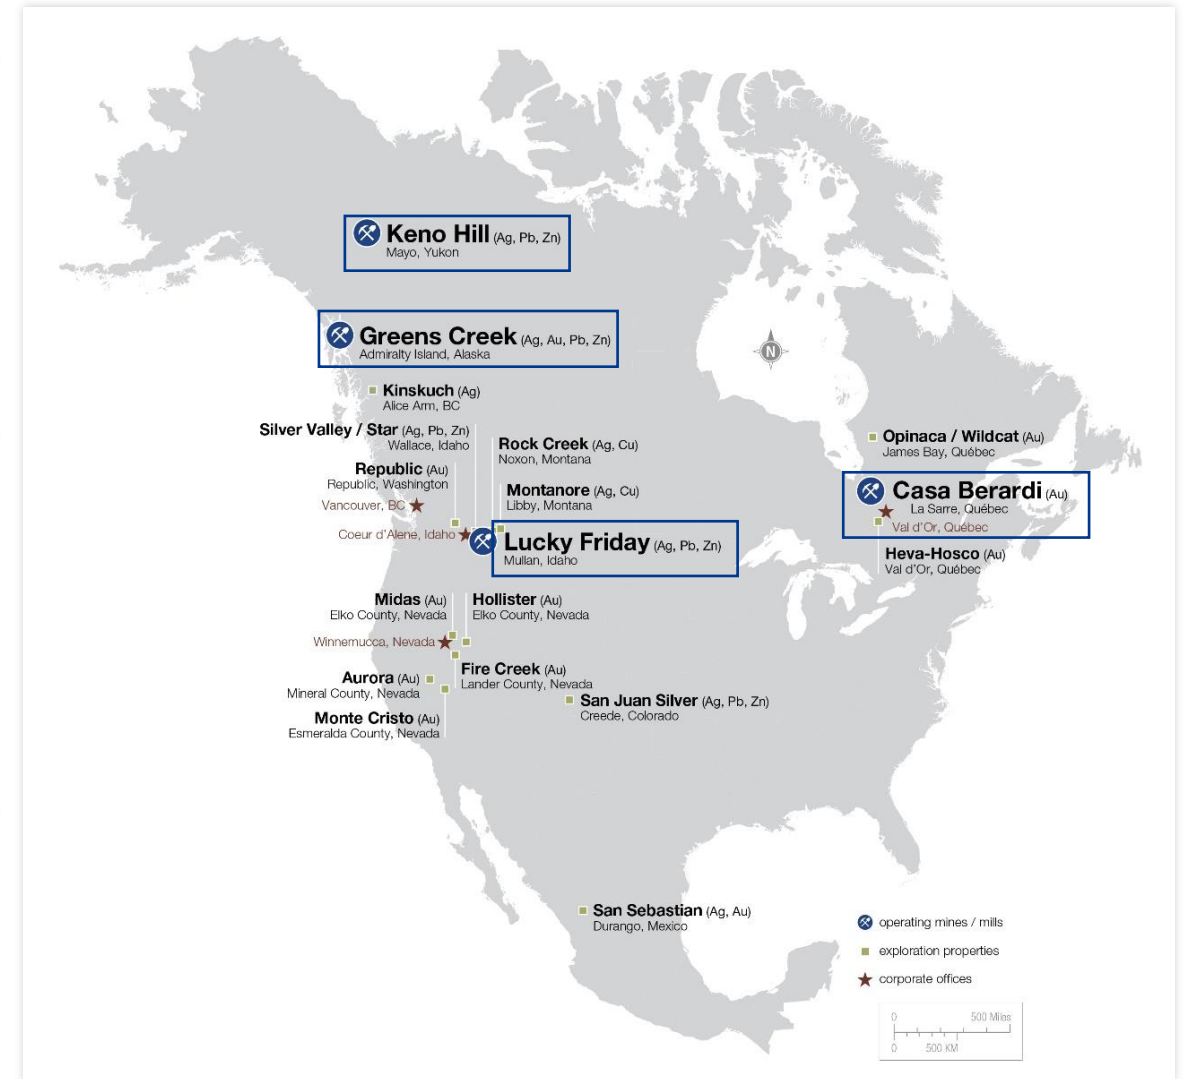 Keno Hill (Ag, Pb, Zn)
Mayo, Yukon
Greens Creek (Ag, Au, Pb, Zn)
Admiralty Island, Alaska
Kinskuch (Ag)
Alice Arm, BC
Silver Valley / Star (Ag, Pb, Zn)
Wallace, Idaho
Rock Creek (Ag, Cu)
Noxon, Montana
Republic (Au)
Republic, Washington
Vancouver, BC
Montanore (Ag, Cu)
Libby, Montana
Coeur d'Alene, Idaho
Lucky Friday (Ag, Pb, Zn)
Mullan, Idaho
N
Opinaca / Wildcat (Au)
James Bay, Québec
Casa Berardi (Au)
La Sarre, Québec
Val d'Or, Québec
Heva-Hosco (Au)
Val d'Or, Québec
Midas (Au)
Elko County, Nevada
Hollister (Au)
Elko County, Nevada
Winnemucca, Nevada
Fire Creek (Au)
Lander County, Nevada
Aurora (Au)
Mineral County, Nevada
Monte Cristo (Au)
Esmeralda County, Nevada
San Juan Silver (Ag, Pb, Zn)
Creede, Colorado
San Sebastian (Ag, Au)
Durango, Mexico
operating mines / mills
exploration properties
corporate offices
0 500 Miles
0 500 KM